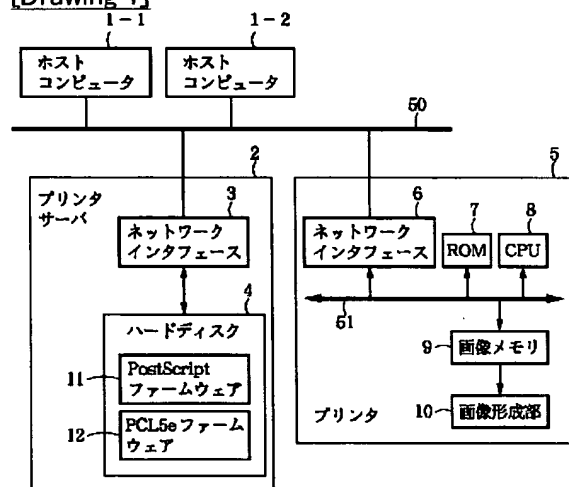 1-1
1-2
ホスト
コンピュータ
ホスト
コンピュータ
50
2
5
プリンタ
サーバ
3
ネットワーク
インタフェース
6
ネットワーク
インタフェース
7
ROM
8
CPU
4
51
ハードディスク
11
PostScript
ファームウェア
12
PCL5eファーム
ウェア
9
画像メモリ
プリンタ
10
画像形成部